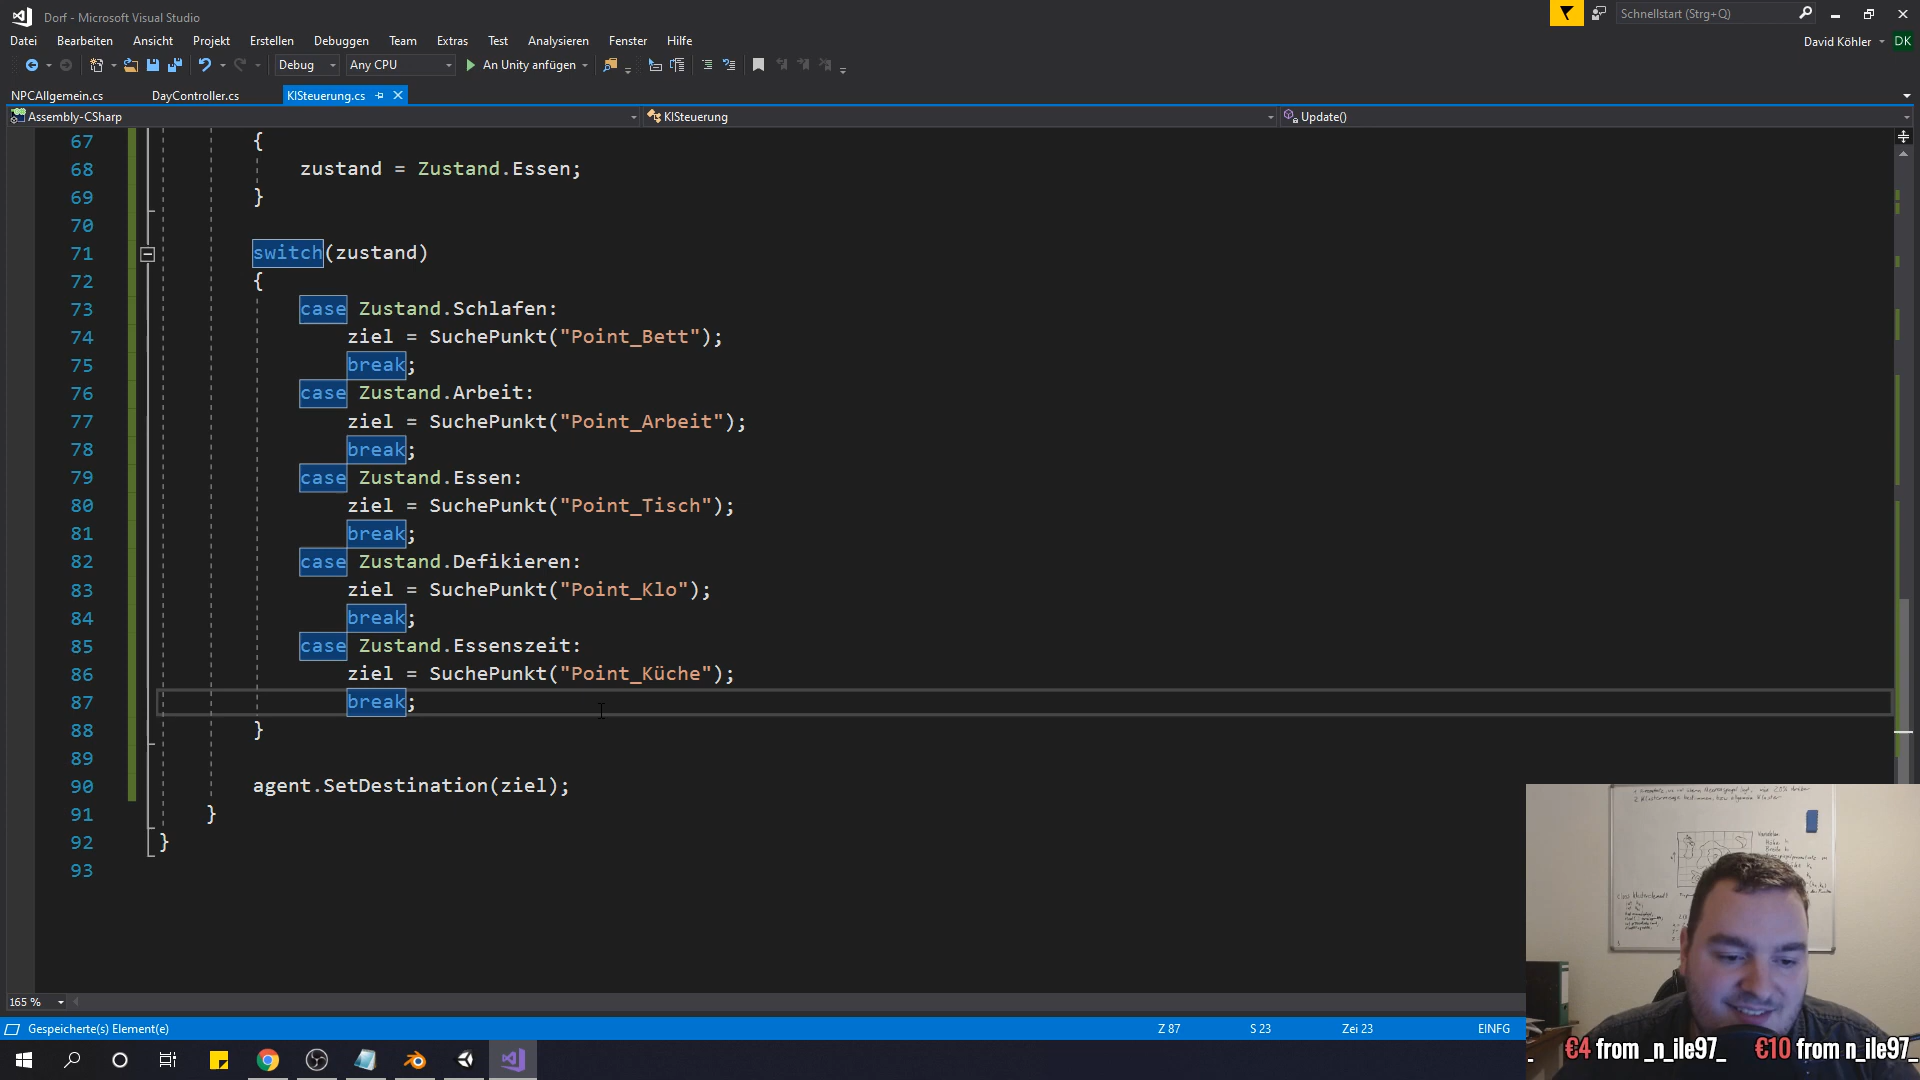 Dorf - Microsoft Visual Studio
Schnellstart (Strg+Q)
Datei Bearbeiten Ansicht Projekt Erstellen Debuggen Team Extras Test Analysieren Fenster Hilfe
David Köhler DK
Debug Any CPU An Unity anfügen
NPCAllgemein.cs DayController.cs KISteuerung.cs
Assembly-CSharp KISteuerung Update()
67 {
68 zustand = Zustand.Essen;
69 }
70
71 switch(zustand)
72 {
73 case Zustand.Schlafen:
74 ziel = SuchePunkt("Point_Bett");
75 break;
76 case Zustand.Arbeit:
77 ziel = SuchePunkt("Point_Arbeit");
78 break;
79 case Zustand.Essen:
80 ziel = SuchePunkt("Point_Tisch");
81 break;
82 case Zustand.Defikieren:
83 ziel = SuchePunkt("Point_Klo");
84 break;
85 case Zustand.Essenszeit:
86 ziel = SuchePunkt("Point_Küche");
87 break;
88 }
89
90 agent.SetDestination(ziel);
91 }
92 }
93
165 %
Gespeicherte(s) Element(e) Z 87 S 23 Zei 23 EINFG
_ €4 from _n_ile97_ €10 from n_ile97_